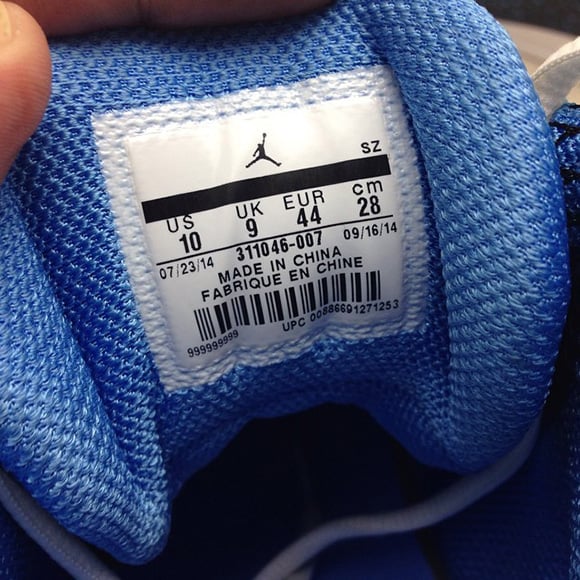 SZ
US UK EUR cm
10 9 44 28
07/23/14 311046-007 09/16/14
MADE IN CHINA
FABRIQUE EN CHINE
999999999 UPC 00886691271253